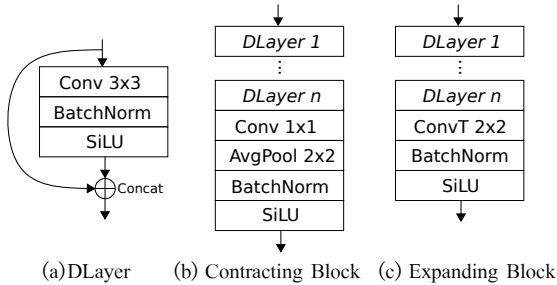 Conv 3x3
BatchNorm
SiLU
Concat
(a)DLayer
DLayer 1
⋮
DLayer n
Conv 1x1
AvgPool 2x2
BatchNorm
SiLU
(b) Contracting Block
DLayer 1
⋮
DLayer n
ConvT 2x2
BatchNorm
SiLU
(c) Expanding Block